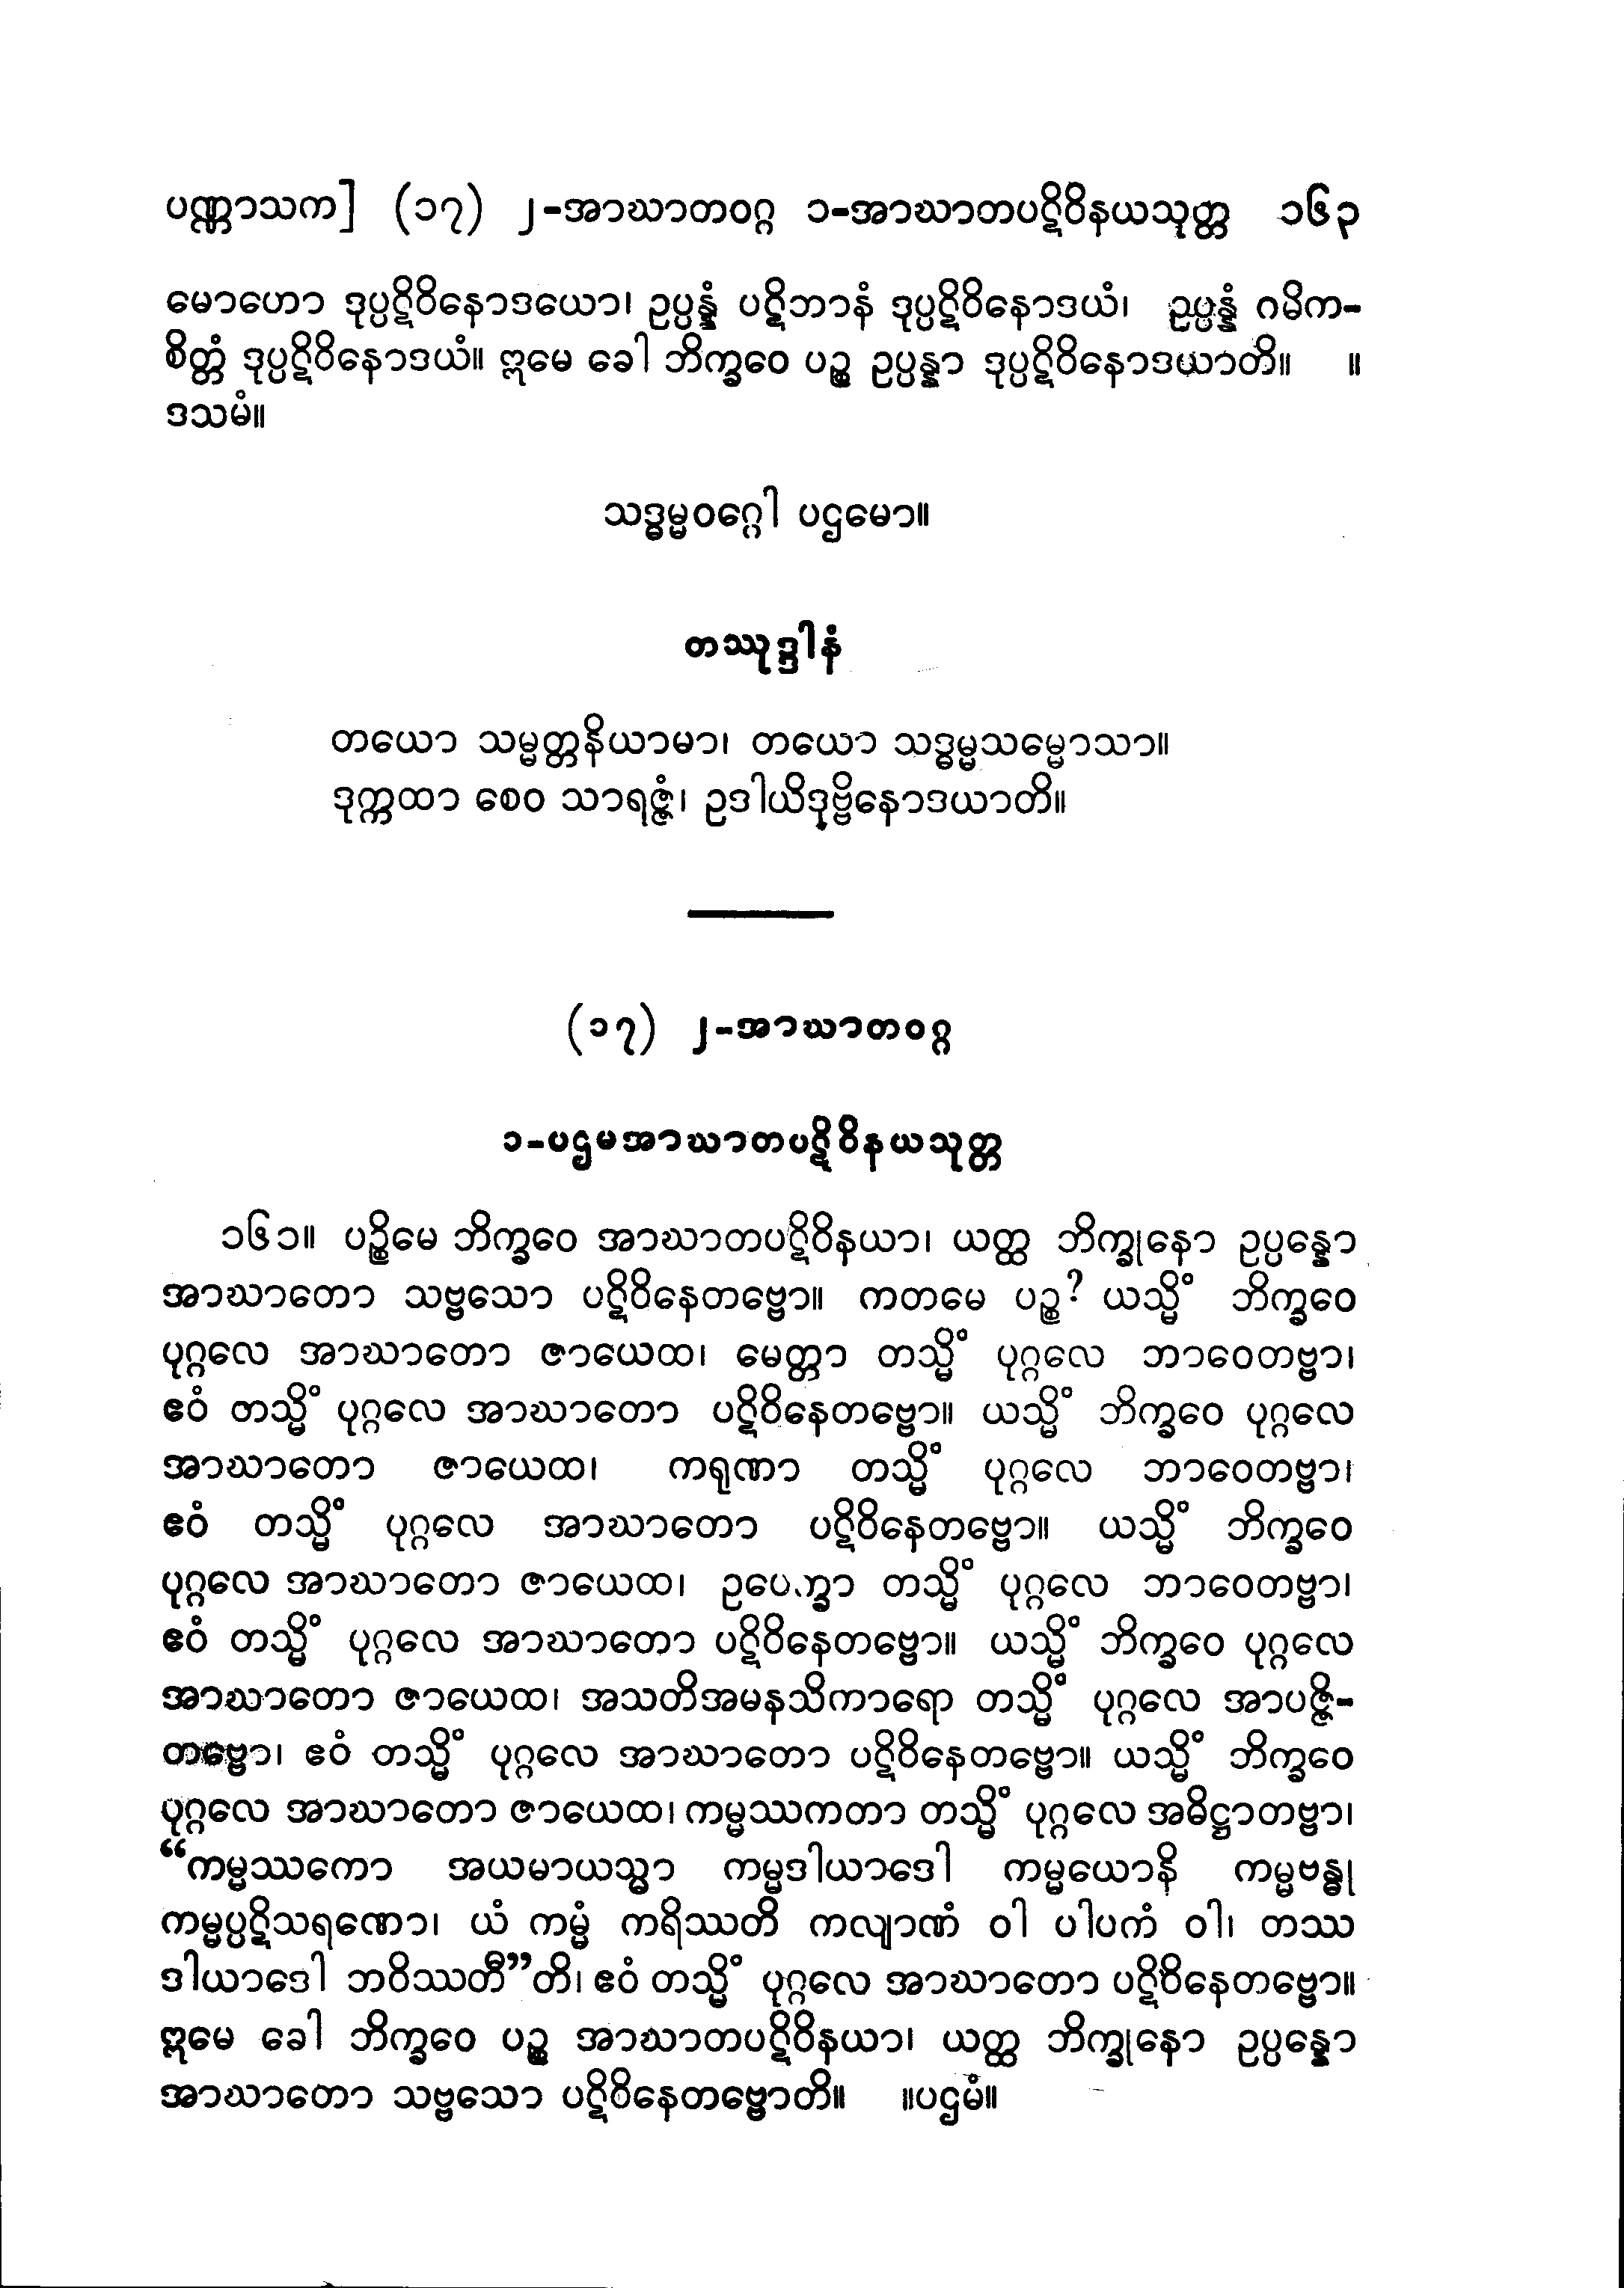 ပဏ္ဏာသက] (၁၇) ၂-အာဃာတဝဂ္ဂ ၁-အာဃာတပဋိဝိနယသုတ္တ ၁၆၃
မောဟော ဒုပ္ပဋိဝိနောဒယော၊ ဥပ္ပန္နံ ပဋိဘာနံ ဒုပ္ပဋိဝိနောဒယံ၊ ဥပ္ပန္နံ ဂမိက-
စိတ္တံ ဒုပ္ပဋိဝိနောဒယံ။ ဣမေ ခေါ ဘိက္ခဝေ ပဉ္စ ဥပ္ပန္နာ ဒုပ္ပဋိဝိနောဒယာတိ။ ။
ဒသမံ။
သဒ္ဓမ္မဝဂ္ဂေါ ပဌမော။
တဿုဒ္ဒါနံ
တယော သမ္မတ္တနိယာမာ၊ တယော သဒ္ဓမ္မသမ္မောသာ။
ဒုက္ကထာ စေဝ သာရဇ္ဇံ၊ ဥဒါယိဒုဗ္ဗိနောဒယာတိ။
(၁၇) ၂-အာဃာတဝဂ္ဂ
၁-ပဌမအာဃာတပဋိဝိနယသုတ္တ
၁၆၁။ ပဉ္စိမေ ဘိက္ခဝေ အာဃာတပဋိဝိနယာ၊ ယတ္ထ ဘိက္ခုနော ဥပ္ပန္နော
အာဃာတော သဗ္ဗသော ပဋိဝိနေတဗ္ဗော။ ကတမေ ပဉ္စ? ယသ္မိံ ဘိက္ခဝေ
ပုဂ္ဂလေ အာဃာတော ဇာယေထ၊ မေတ္တာ တသ္မိံ ပုဂ္ဂလေ ဘာဝေတဗ္ဗာ၊
ဧဝံ တသ္မိံ ပုဂ္ဂလေ အာဃာတော ပဋိဝိနေတဗ္ဗော။ ယသ္မိံ ဘိက္ခဝေ ပုဂ္ဂလေ
အာဃာတော ဇာယေထ၊ ကရုဏာ တသ္မိံ ပုဂ္ဂလေ ဘာဝေတဗ္ဗာ၊
ဧဝံ တသ္မိံ ပုဂ္ဂလေ အာဃာတော ပဋိဝိနေတဗ္ဗော။ ယသ္မိံ ဘိက္ခဝေ
ပုဂ္ဂလေ အာဃာတော ဇာယေထ၊ ဥပေက္ခာ တသ္မိံ ပုဂ္ဂလေ ဘာဝေတဗ္ဗာ၊
ဧဝံ တသ္မိံ ပုဂ္ဂလေ အာဃာတော ပဋိဝိနေတဗ္ဗော။ ယသ္မိံ ဘိက္ခဝေ ပုဂ္ဂလေ
အာဃာတော ဇာယေထ၊ အသတိအမနသိကာရော တသ္မိံ ပုဂ္ဂလေ အာပဇ္ဇိ-
တဗ္ဗော၊ ဧဝံ တသ္မိံ ပုဂ္ဂလေ အာဃာတော ပဋိဝိနေတဗ္ဗော။ ယသ္မိံ ဘိက္ခဝေ
ပုဂ္ဂလေ အာဃာတော ဇာယေထ၊ ကမ္မဿကတာ တသ္မိံ ပုဂ္ဂလေ အဓိဋ္ဌာတဗ္ဗာ၊
“ကမ္မဿကော အယမာယသ္မာ ကမ္မဒါယာဒေါ ကမ္မယောနိ ကမ္မဗန္ဓု
ကမ္မပ္ပဋိသရဏော၊ ယံ ကမ္မံ ကရိဿတိ ကလျာဏံ ဝါ ပါပကံ ဝါ၊ တဿ
ဒါယာဒေါ ဘဝိဿတီ”တိ၊ ဧဝံ တသ္မိံ ပုဂ္ဂလေ အာဃာတော ပဋိဝိနေတဗ္ဗော။
ဣမေ ခေါ ဘိက္ခဝေ ပဉ္စ အာဃာတပဋိဝိနယာ၊ ယတ္ထ ဘိက္ခုနော ဥပ္ပန္နော
အာဃာတော သဗ္ဗသော ပဋိဝိနေတဗ္ဗောတိ။ ။ပဌမံ။